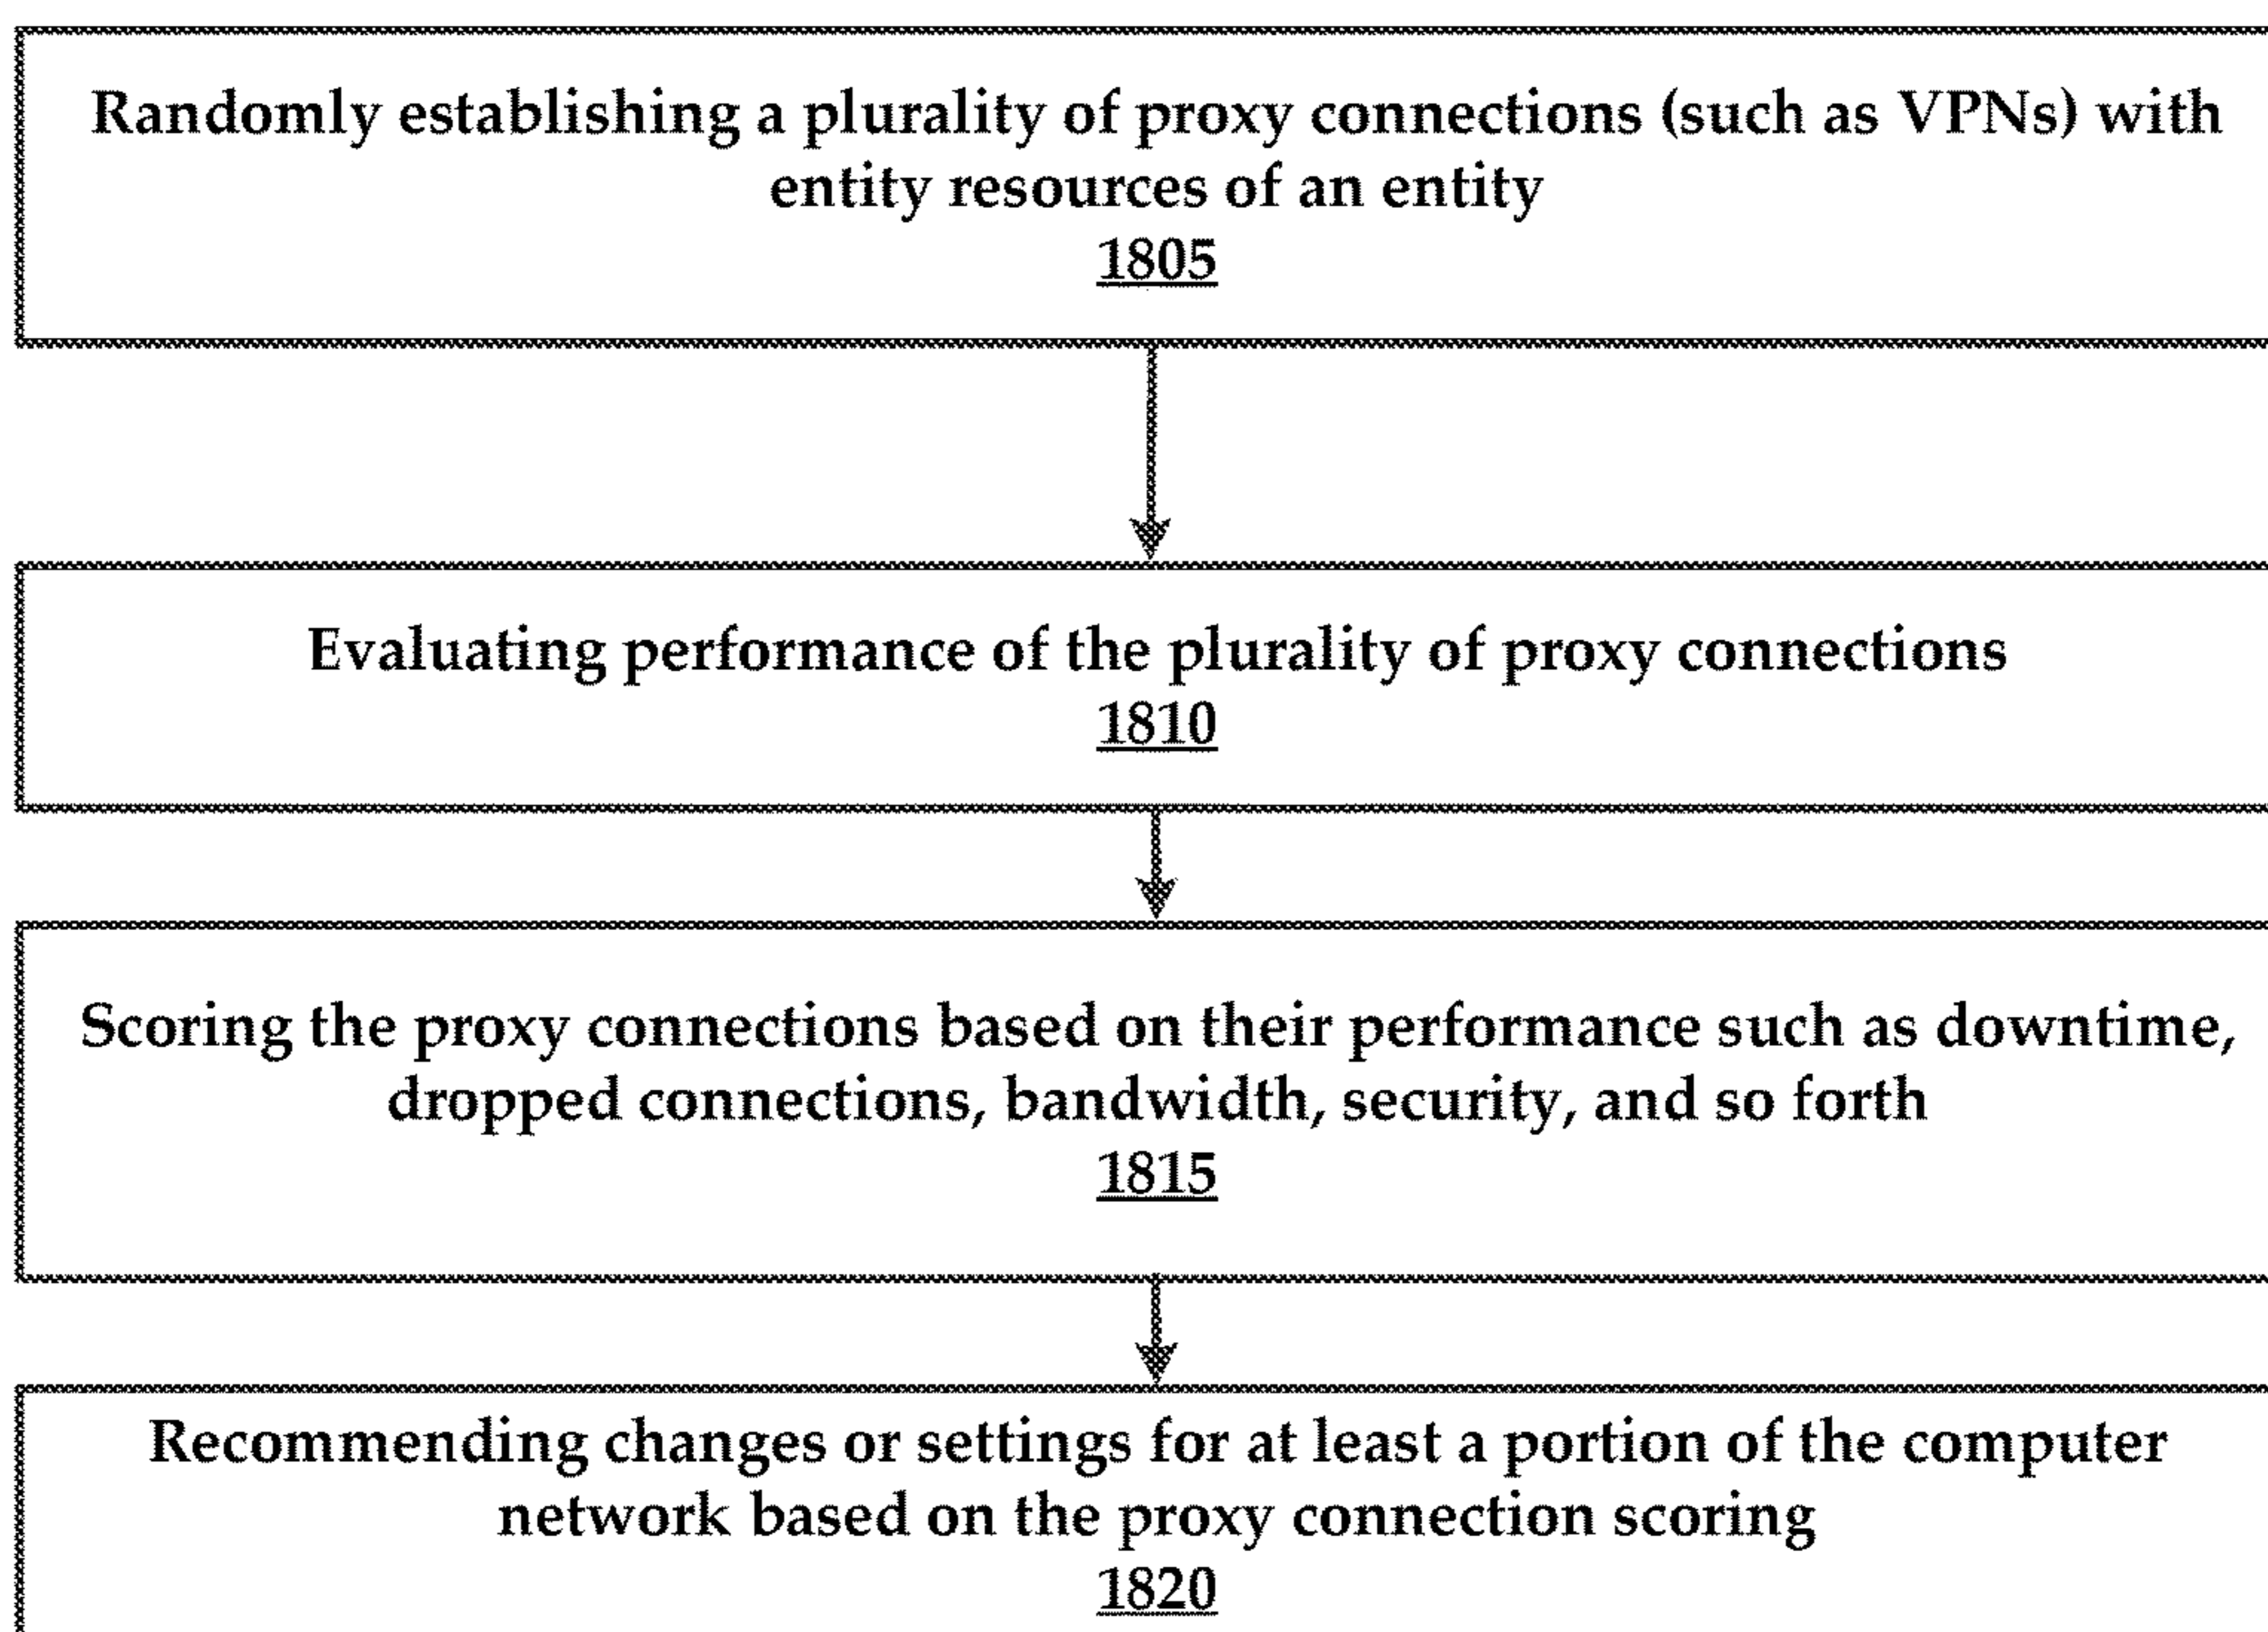 Randomly establishing a plurality of proxy connections (such as VPNs) with
entity resources of an entity
1805
Evaluating performance of the plurality of proxy connections
1810
Scoring the proxy connections based on their performance such as downtime,
dropped connections, bandwidth, security, and so forth
1815
Recommending changes or settings for at least a portion of the computer
network based on the proxy connection scoring
1820